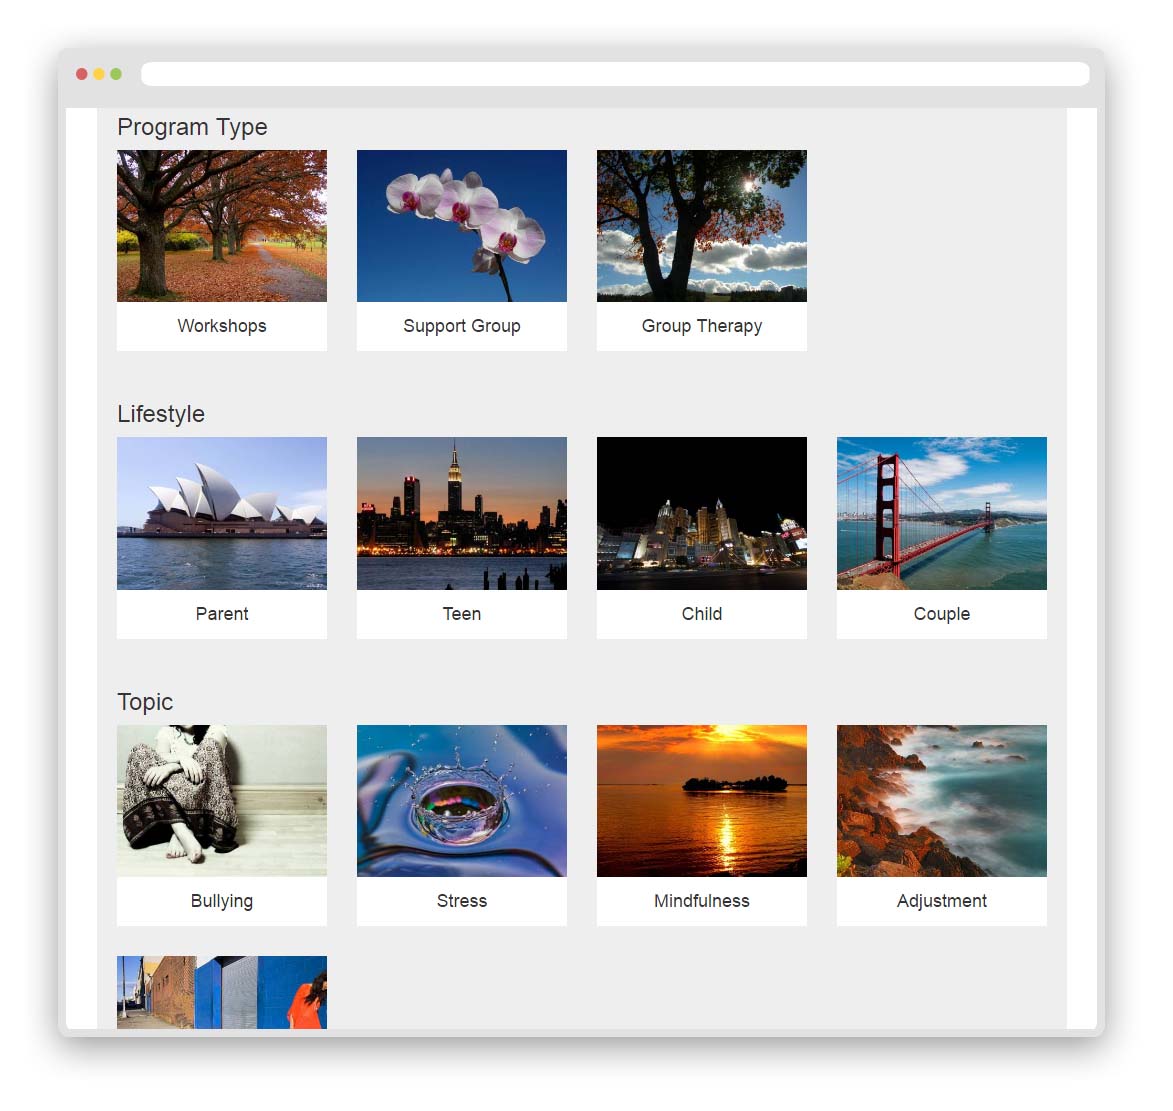 Program Type
Workshops
Support Group
Group Therapy
Lifestyle
Parent
Teen
Child
Couple
Topic
Bullying
Stress
Mindfulness
Adjustment